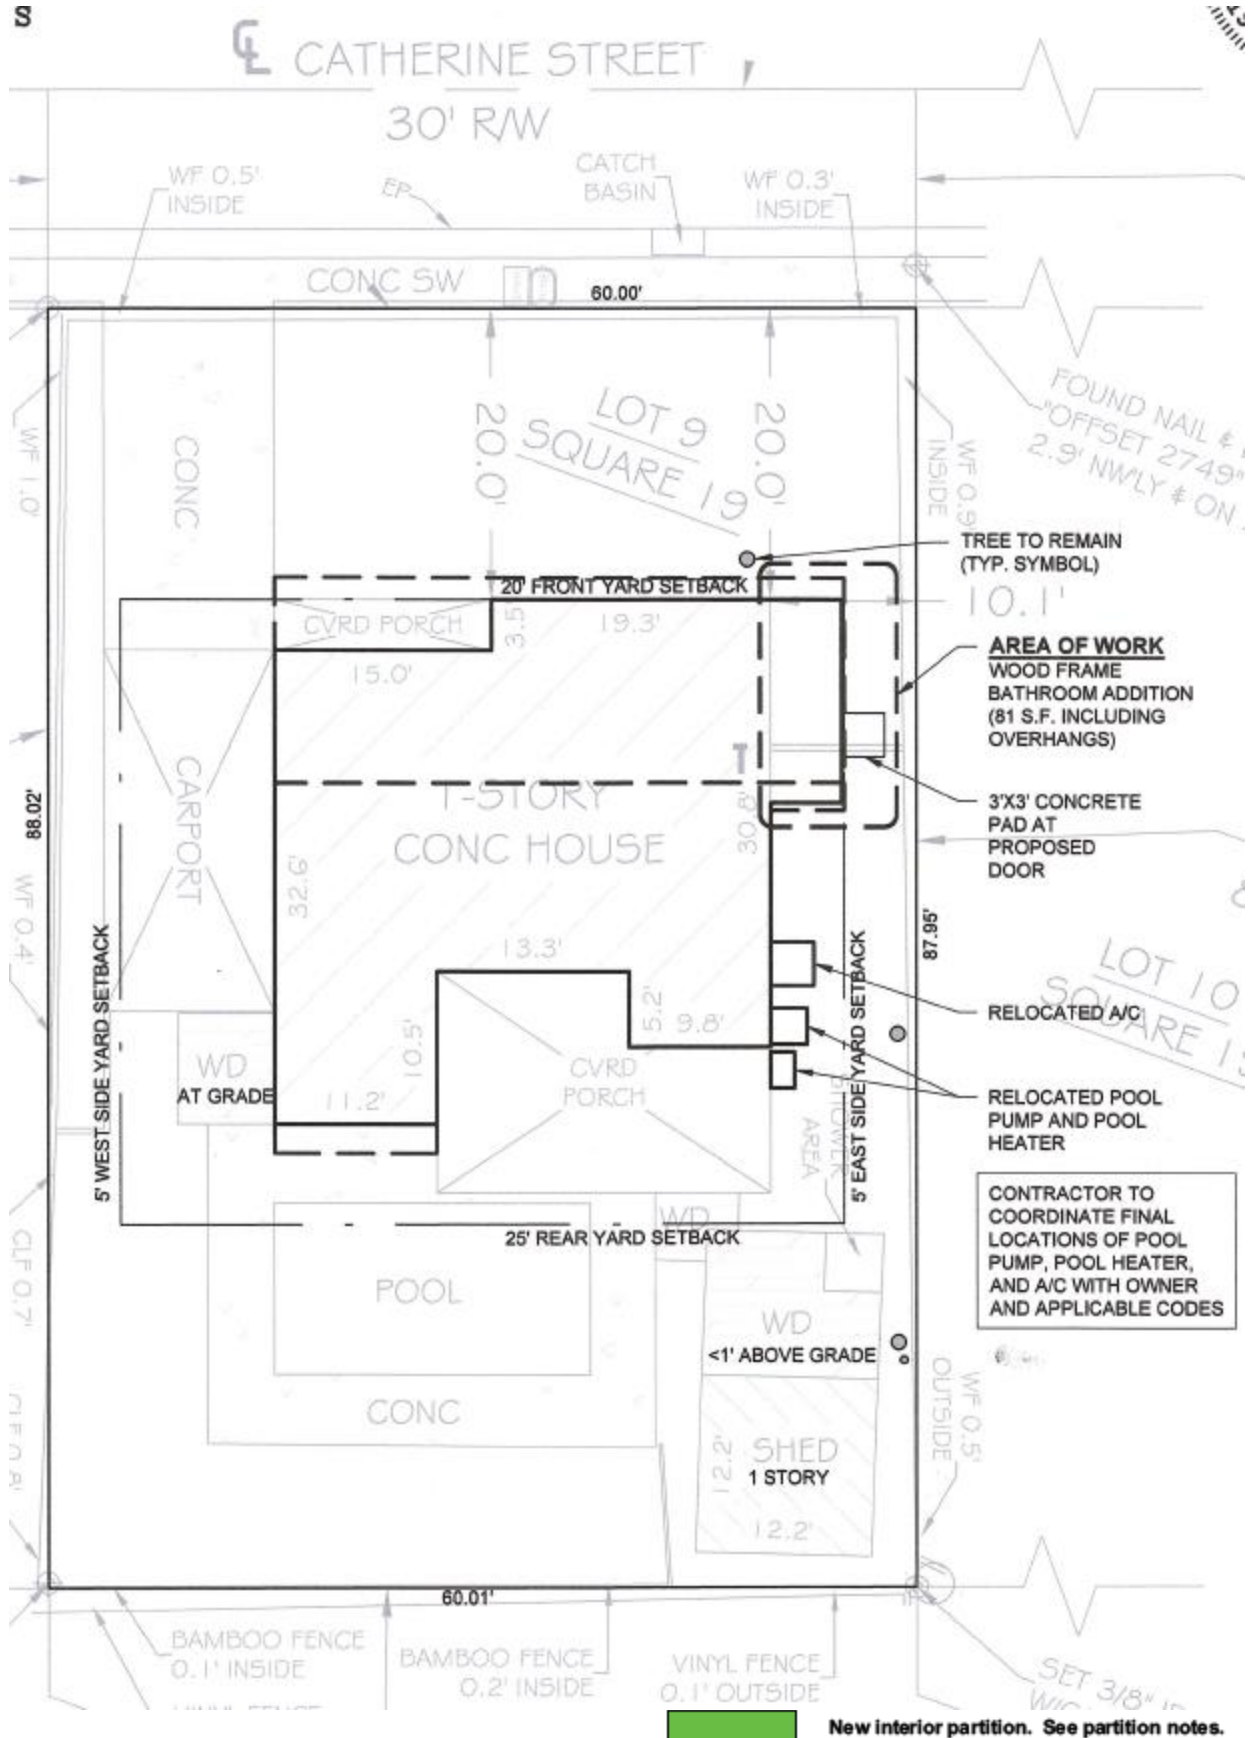 S
CL CATHERINE STREET
30' R/W
WF 0.5'
INSIDE
EP
CATCH
BASIN
WF 0.3'
INSIDE
CONC SW
60.00'
WF 1.0'
CONC
20.0'
LOT 9
SQUARE 19
20.0'
WF 0.9'
INSIDE
FOUND NAIL &
"OFFSET 2749"
2.9' NW'LY & ON
TREE TO REMAIN
(TYP. SYMBOL)
20' FRONT YARD SETBACK
10.1'
CVRD PORCH
3.5'
19.3'
15.0'
AREA OF WORK
WOOD FRAME
BATHROOM ADDITION
(81 S.F. INCLUDING
OVERHANGS)
T
88.02'
CARPORT
1-STORY
CONC HOUSE
30.8'
32.6'
3'X3' CONCRETE
PAD AT
PROPOSED
DOOR
WF 0.4'
5' WEST SIDE YARD SETBACK
13.3'
87.95'
LOT 10
SQUARE 19
5.2'
9.8'
RELOCATED A/C
10.5'
WD
AT GRADE
11.2'
CVRD
PORCH
SHOWER
AREA
5' EAST SIDE YARD SETBACK
RELOCATED POOL
PUMP AND POOL
HEATER
CONTRACTOR TO
COORDINATE FINAL
LOCATIONS OF POOL
PUMP, POOL HEATER,
AND A/C WITH OWNER
AND APPLICABLE CODES
WD
25' REAR YARD SETBACK
CLF 0.7'
POOL
WD
<1' ABOVE GRADE
CONC
WF 0.5'
OUTSIDE
12.2'
SHED
1 STORY
12.2'
60.01'
BAMBOO FENCE
0.1' INSIDE
BAMBOO FENCE
0.2' INSIDE
VINYL FENCE
0.1' OUTSIDE
SET 3/8"
VINYL FENCE
New interior partition. See partition notes.